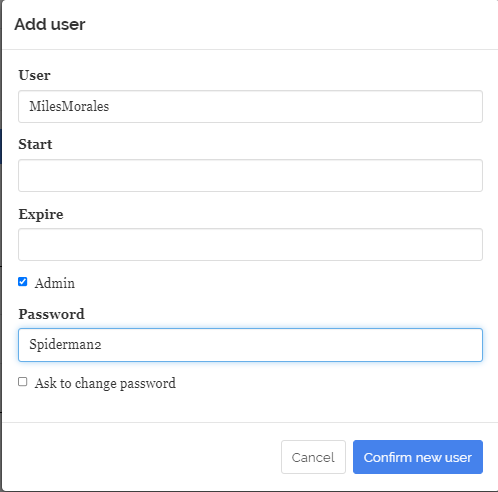 Add user
User
MilesMorales
Start
Expire
Admin
Password
Spiderman2
Ask to change password
Cancel Confirm new user